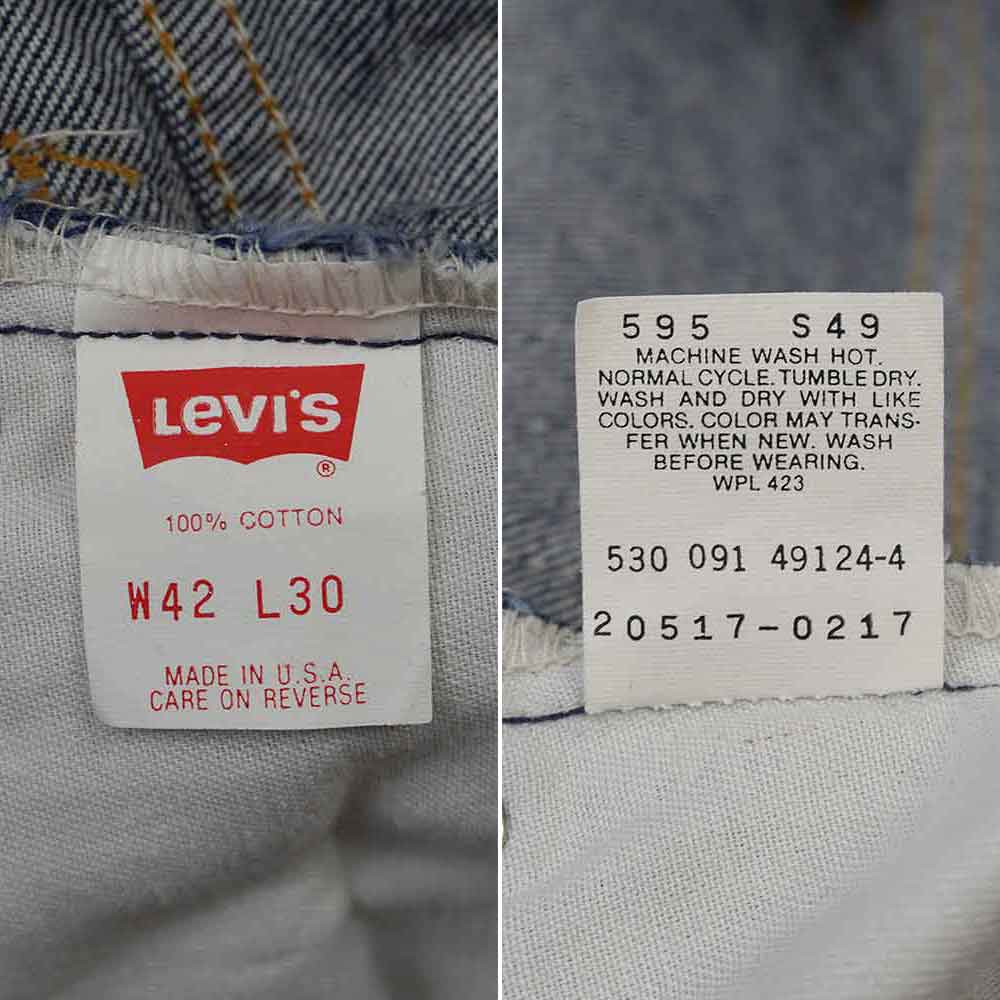 Levi's
®
100% COTTON
W42 L30
MADE IN U.S.A.
CARE ON REVERSE
595 S49
MACHINE WASH HOT.
NORMAL CYCLE. TUMBLE DRY.
WASH AND DRY WITH LIKE
COLORS. COLOR MAY TRANS-
FER WHEN NEW. WASH
BEFORE WEARING.
WPL 423
530 091 49124-4
20517-0217